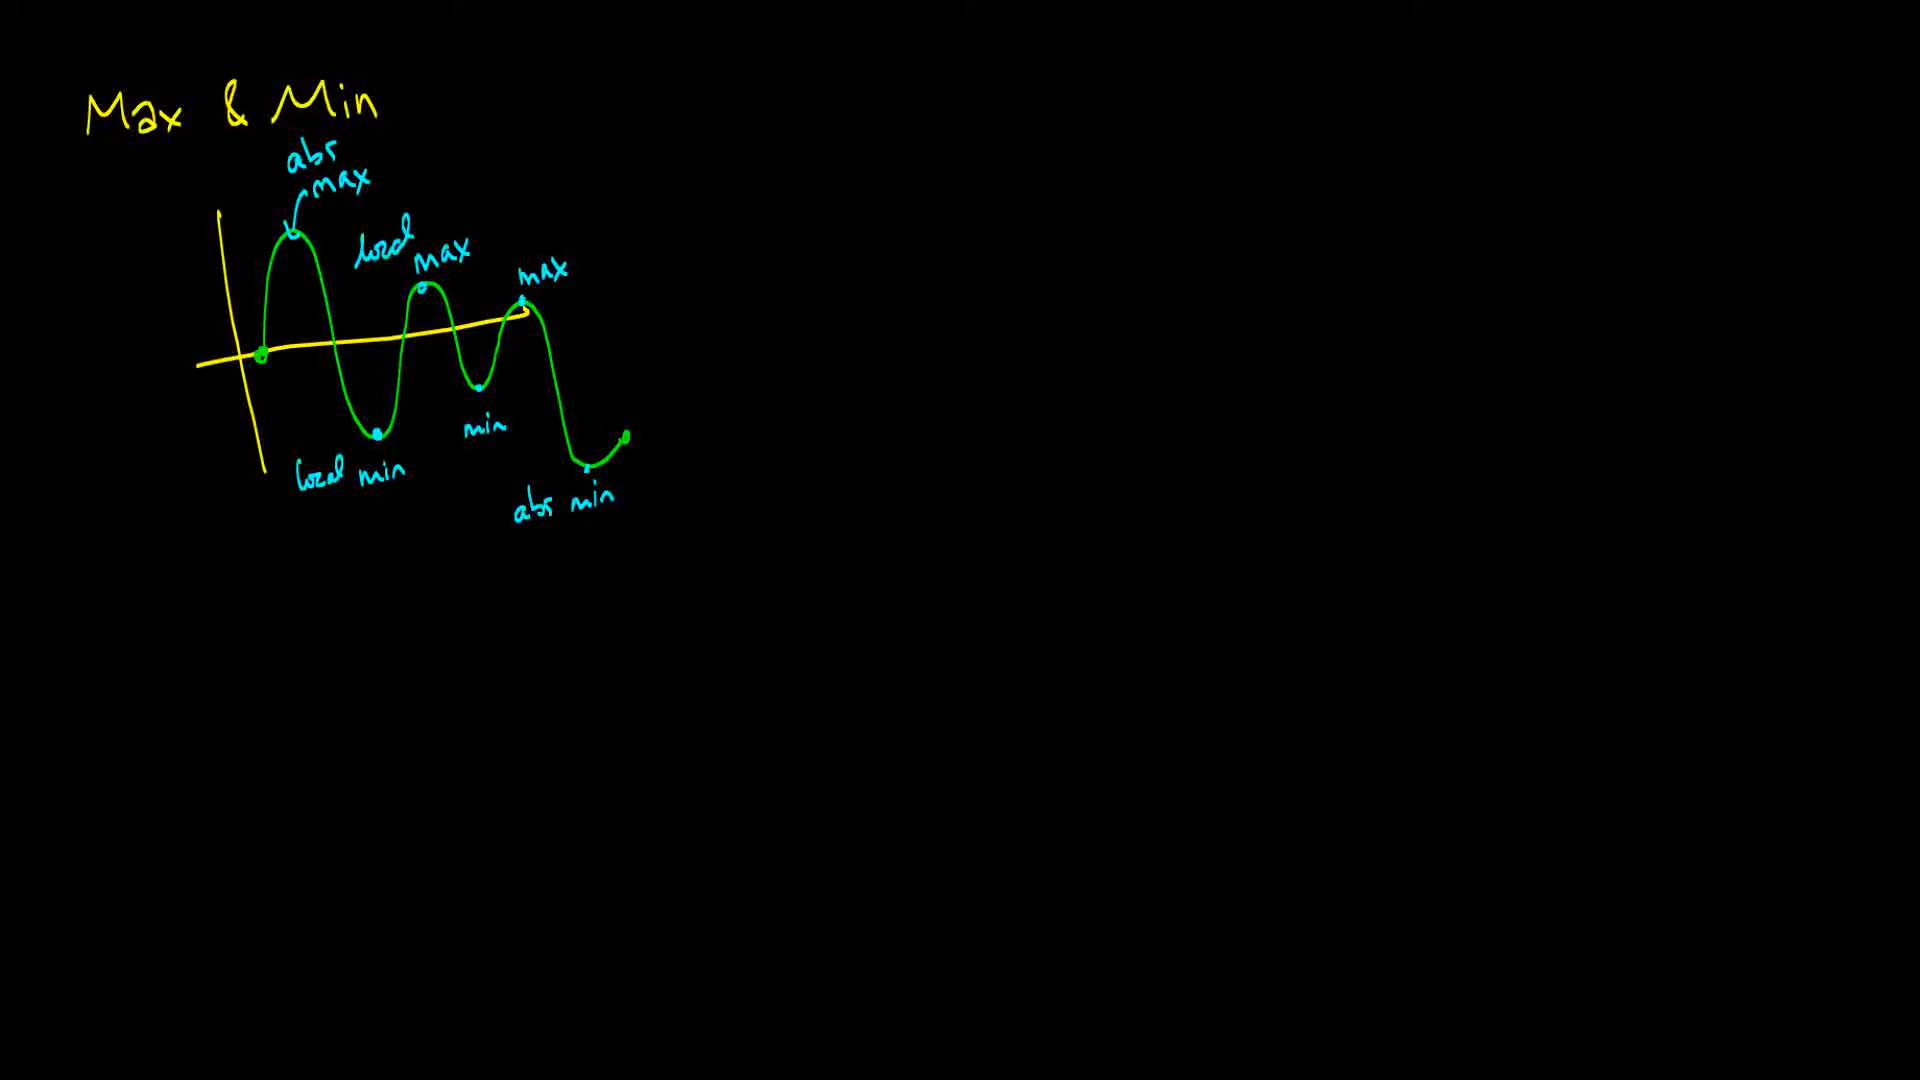 Max & Min
abs
max
local
max
max
min
local min
abs min